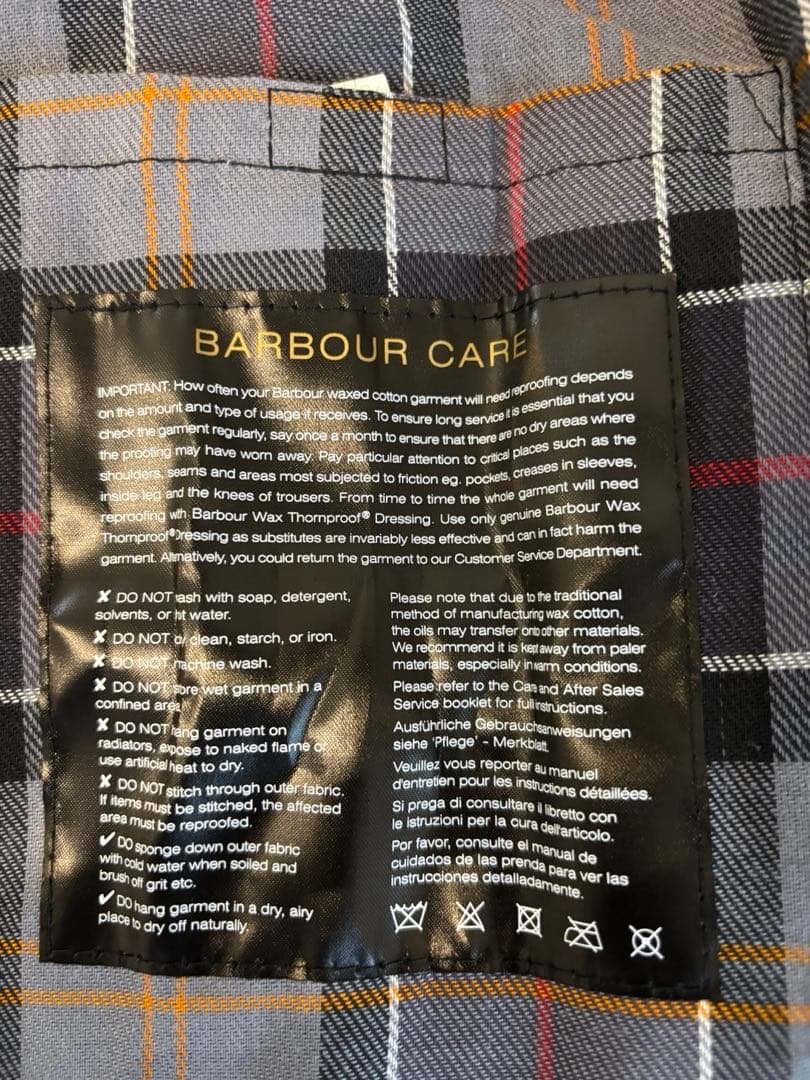 BARBOUR CARE
IMPORTANT: How often your Barbour waxed cotton garment will need reproofing depends
on the amount and type of usage it receives. To ensure long service it is essential that you
check the garment regularly, say once a month to ensure that there are no dry areas where
the proofing may have worn away. Pay particular attention to critical places such as the
shoulders, seams and areas most subjected to friction eg. pockets, creases in sleeves,
inside leg and the knees of trousers. From time to time the whole garment will need
reproofing with Barbour Wax Thornproof® Dressing. Use only genuine Barbour Wax
Thornproof® Dressing as substitutes are invariably less effective and can in fact harm the
garment. Alternatively, you could return the garment to our Customer Service Department.
✘ DO NOT wash with soap, detergent,
solvents, or hot water.
✘ DO NOT dry clean, starch, or iron.
✘ DO NOT machine wash.
✘ DO NOT store wet garment in a
confined area.
✘ DO NOT hang garment on
radiators, expose to naked flame or
use artificial heat to dry.
✘ DO NOT stitch through outer fabric.
If items must be stitched, the affected
area must be reproofed.
✔ DO sponge down outer fabric
with cold water when soiled and
brush off grit etc.
✔ DO hang garment in a dry, airy
place to dry off naturally.
Please note that due to the traditional
method of manufacturing wax cotton,
the oils may transfer onto other materials.
We recommend it is kept away from paler
materials, especially in warm conditions.
Please refer to the Care and After Sales
Service booklet for full instructions.
Ausführliche Gebrauchsanweisungen
siehe 'Pflege' - Merkblatt.
Veuillez vous reporter au manuel
d'entretien pour les instructions détaillées.
Si prega di consultare il libretto con
le istruzioni per la cura dell'articolo.
Por favor, consulte el manual de
cuidados de las prenda para ver las
instrucciones detalladamente.